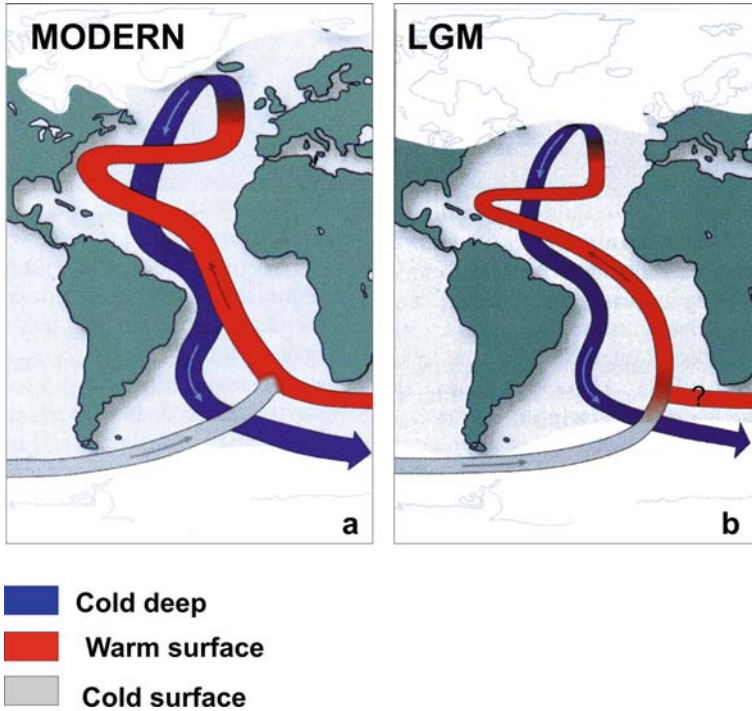 MODERN
LGM
?
a
b
Cold deep
Warm surface
Cold surface